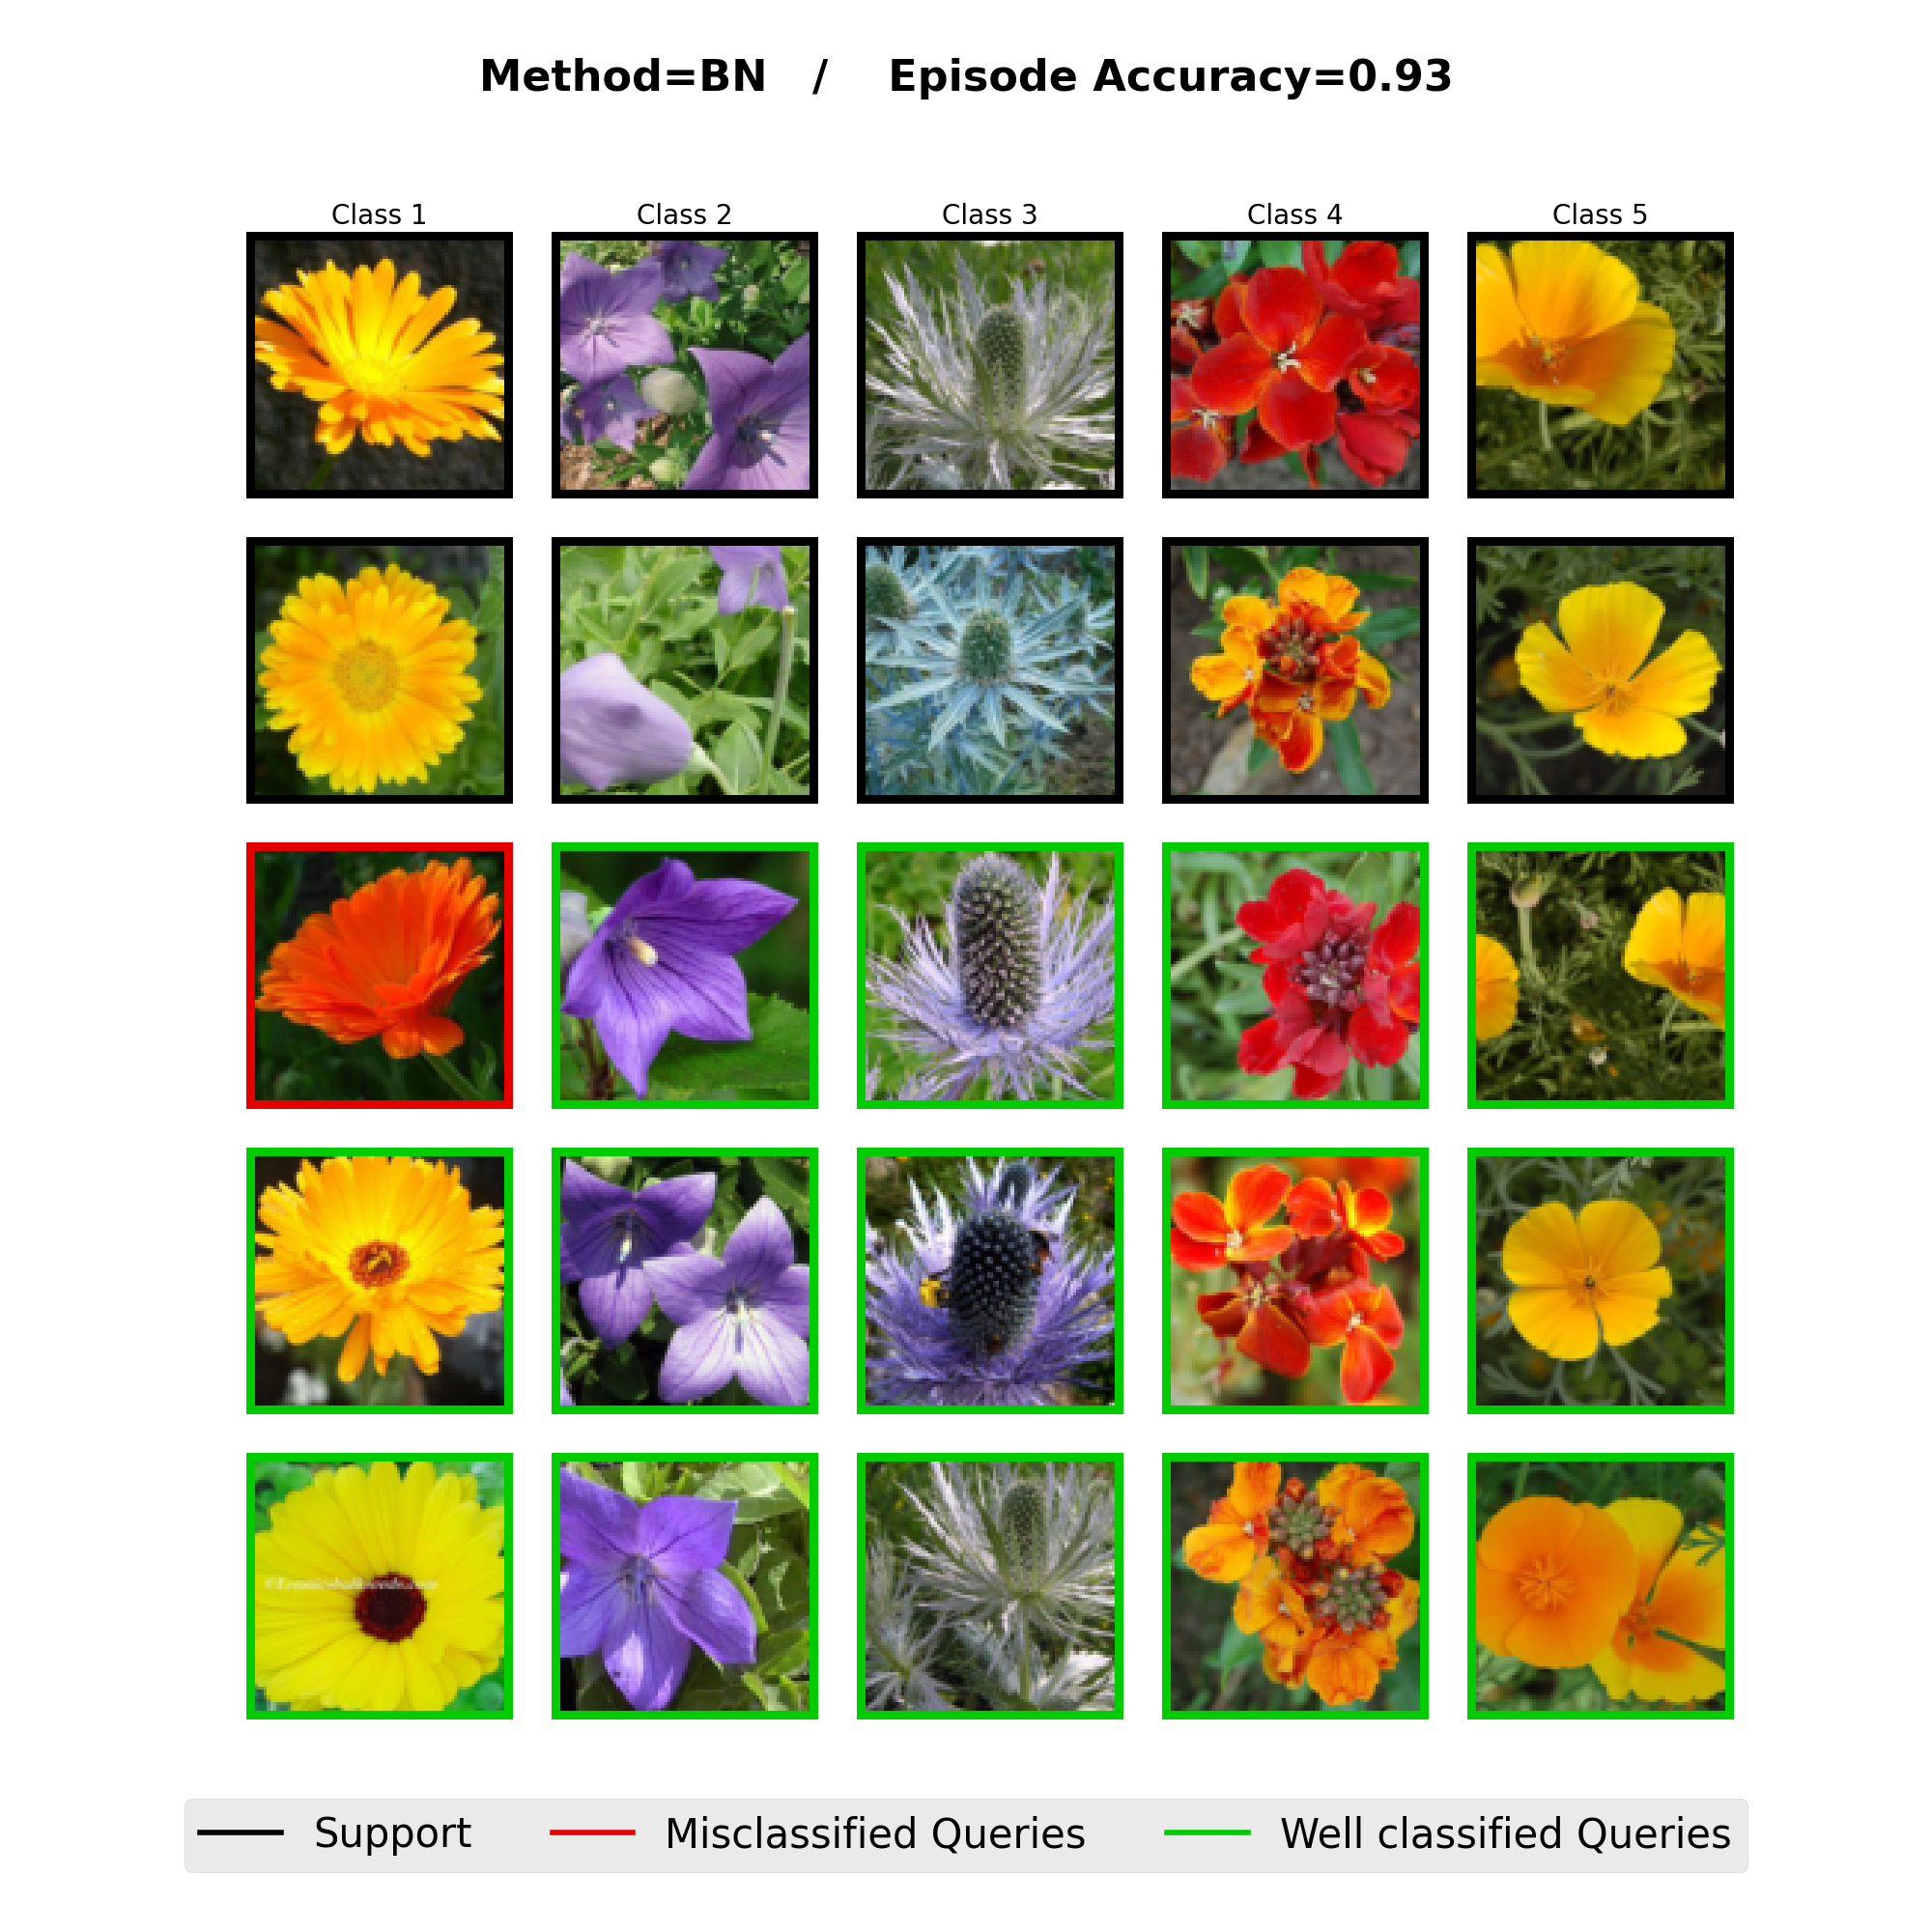 Method=BN / Episode Accuracy=0.93
Class 1
Class 2
Class 3
Class 4
Class 5
Support
Misclassified Queries
Well classified Queries